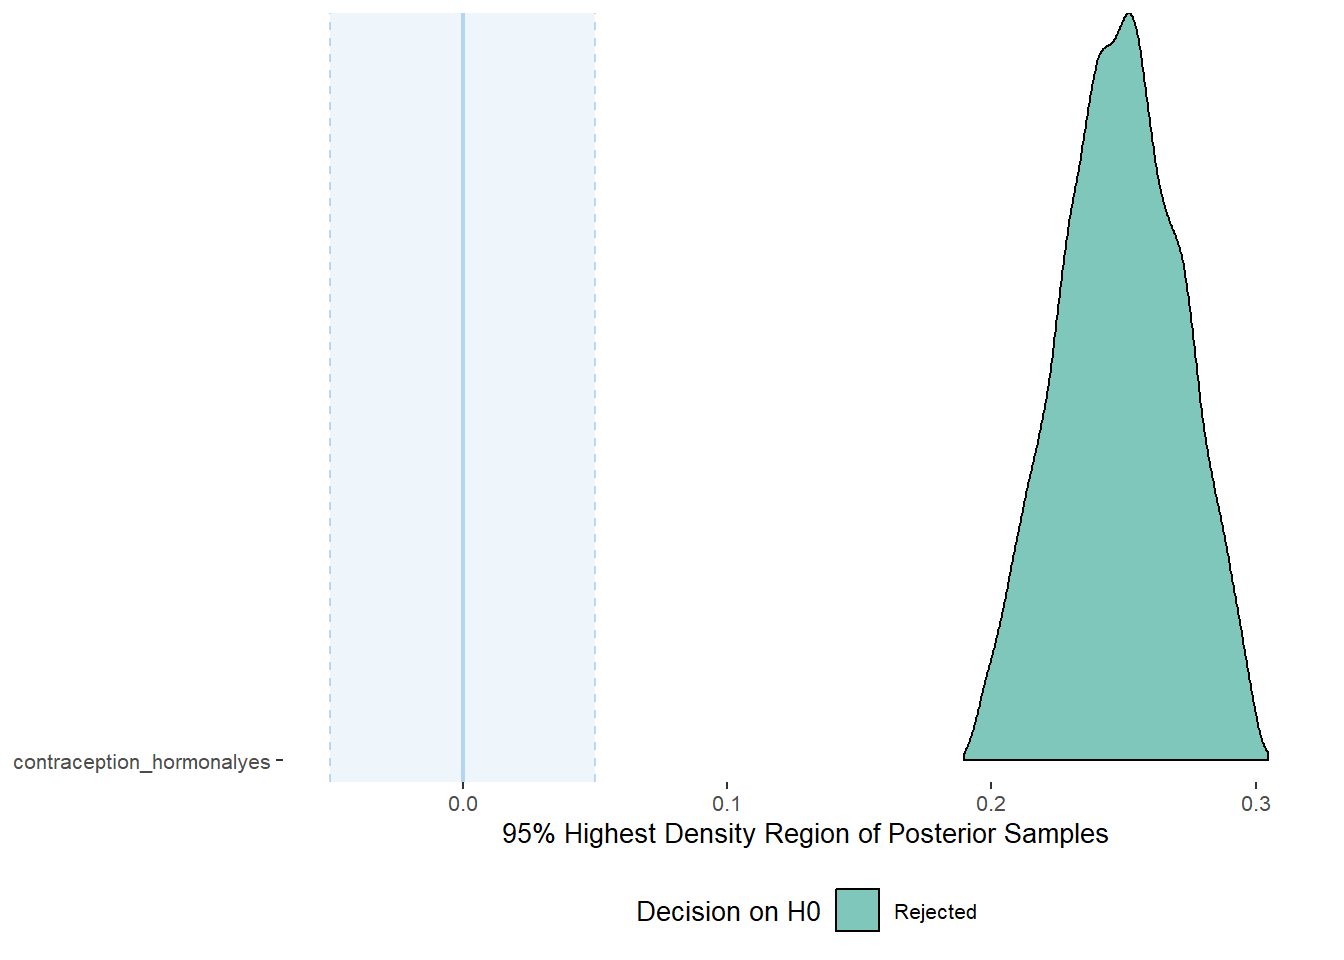 contraception_hormonalyes
0.0 0.1 0.2 0.3
95% Highest Density Region of Posterior Samples
Decision on H0 Rejected